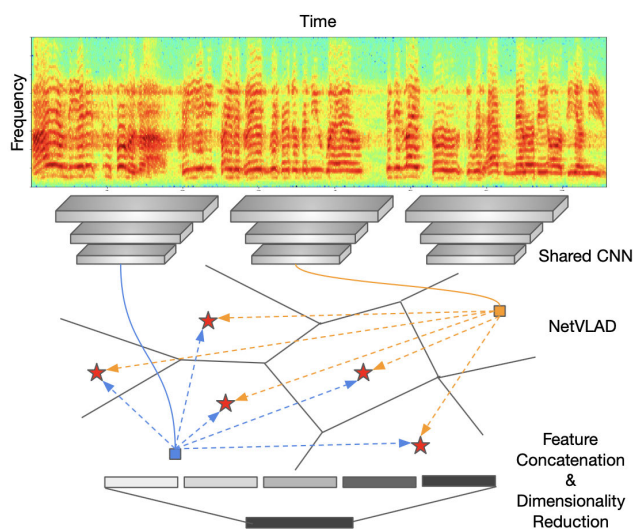 Time
Frequency
Shared CNN
NetVLAD
Feature
Concatenation
&
Dimensionality
Reduction